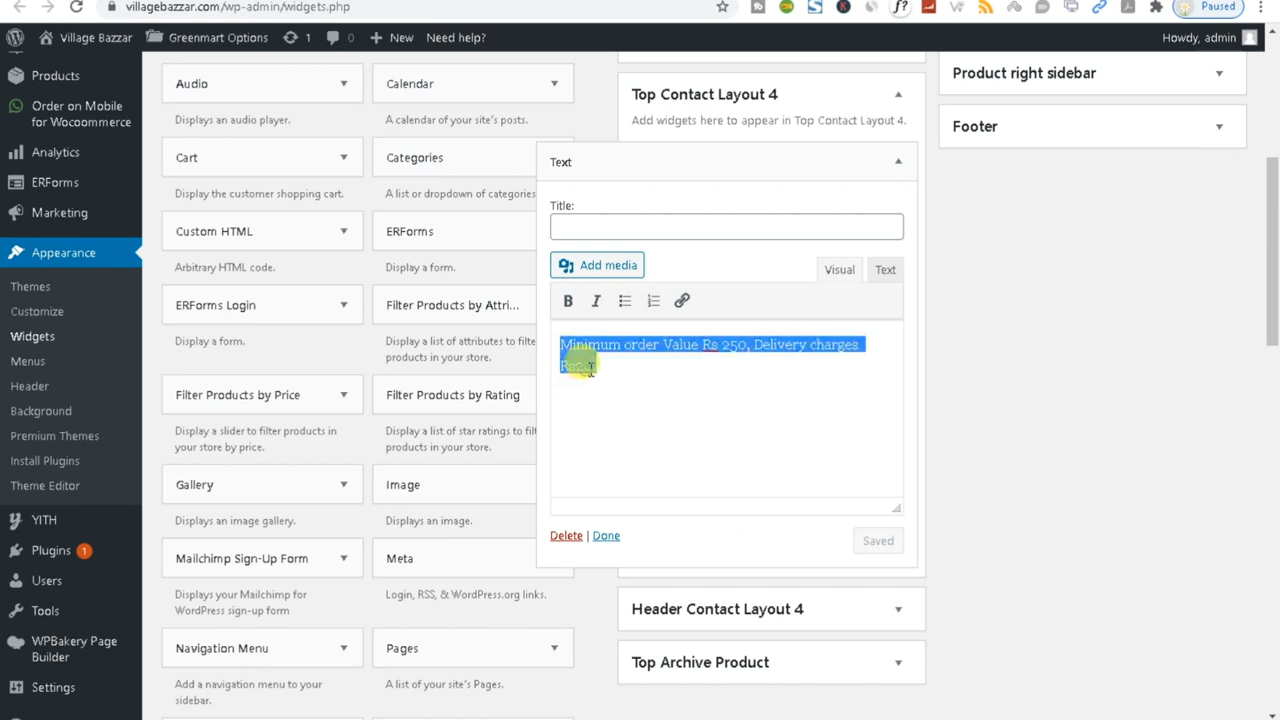 villagebazzar.com/wp-admin/widgets.php
Paused
Village Bazzar
Greenmart Options
1
0
New
Need help?
Howdy, admin
Products
Order on Mobile
for Wocoommerce
Analytics
ERForms
Marketing
Appearance
Themes
Customize
Widgets
Menus
Header
Background
Premium Themes
Install Plugins
Theme Editor
YITH
Plugins 1
Users
Tools
WPBakery Page
Builder
Settings
Audio
Displays an audio player.
Calendar
A calendar of your site's posts.
Cart
Display the customer shopping cart.
Categories
A list or dropdown of categories
Custom HTML
Arbitrary HTML code.
ERForms
Display a form.
ERForms Login
Display a form.
Filter Products by Attri...
Display a list of attributes to filter
products in your store.
Filter Products by Price
Display a slider to filter products in
your store by price.
Filter Products by Rating
Display a list of star ratings to filt
products in your store.
Gallery
Displays an image gallery.
Image
Displays an image.
Mailchimp Sign-Up Form
Displays your Mailchimp for
WordPress sign-up form
Meta
Login, RSS, & WordPress.org links.
Navigation Menu
Add a navigation menu to your
sidebar.
Pages
A list of your site's Pages.
Top Contact Layout 4
Add widgets here to appear in Top Contact Layout 4.
Text
Title:
Add media
Visual
Text
B
I
Minimum order Value Rs 250, Delivery charges
Delete | Done
Saved
Header Contact Layout 4
Top Archive Product
Product right sidebar
Footer